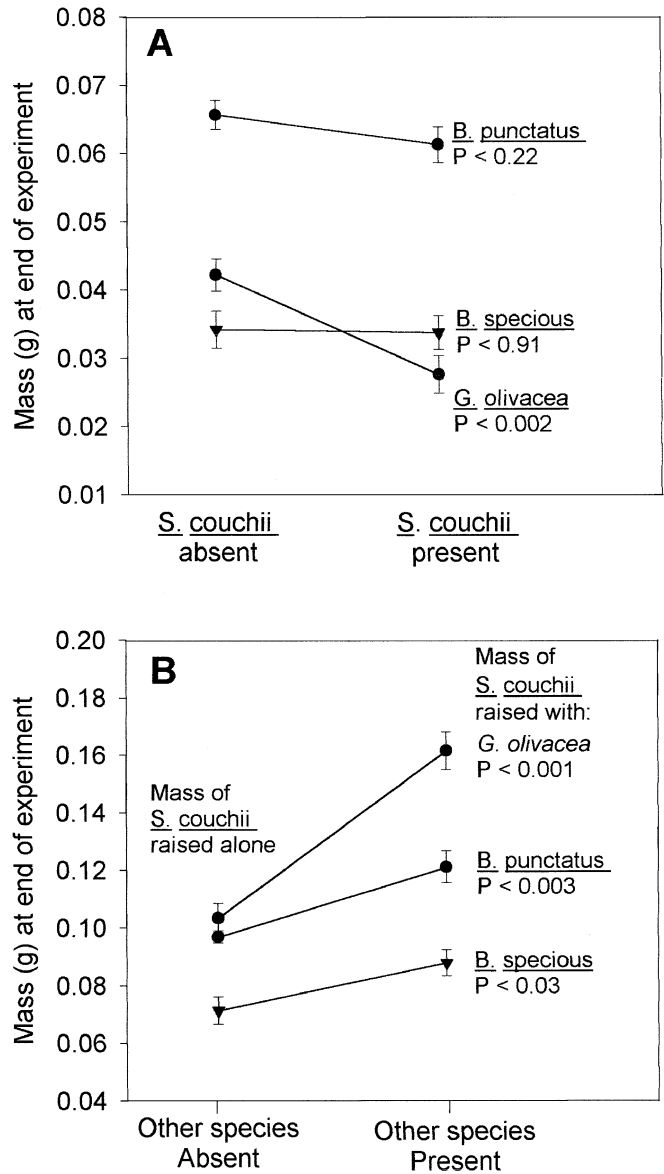 A
Mass (g) at end of experiment
0.08
0.07
0.06
0.05
0.04
0.03
0.02
0.01
B. punctatus
P < 0.22
B. specious
P < 0.91
G. olivacea
P < 0.002
S. couchii
absent
S. couchii
present
B
Mass (g) at end of experiment
0.20
0.18
0.16
0.14
0.12
0.10
0.08
0.06
0.04
Mass of
S. couchii
raised alone
Mass of
S. couchii
raised with:
G. olivacea
P < 0.001
B. punctatus
P < 0.003
B. specious
P < 0.03
Other species
Absent
Other species
Present